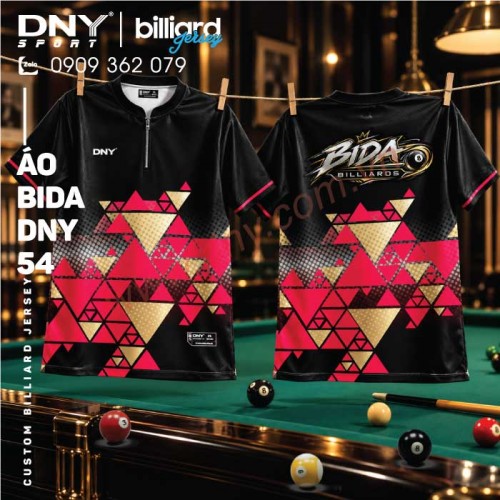 DNY® SPORT
billiard
Jersey
Zalo 0909 362 079
ÁO
BIDA
DNY
54
CUSTOM BILLIARD JERSEY
DNY
BIDA
BILLIARDS
8
DNY